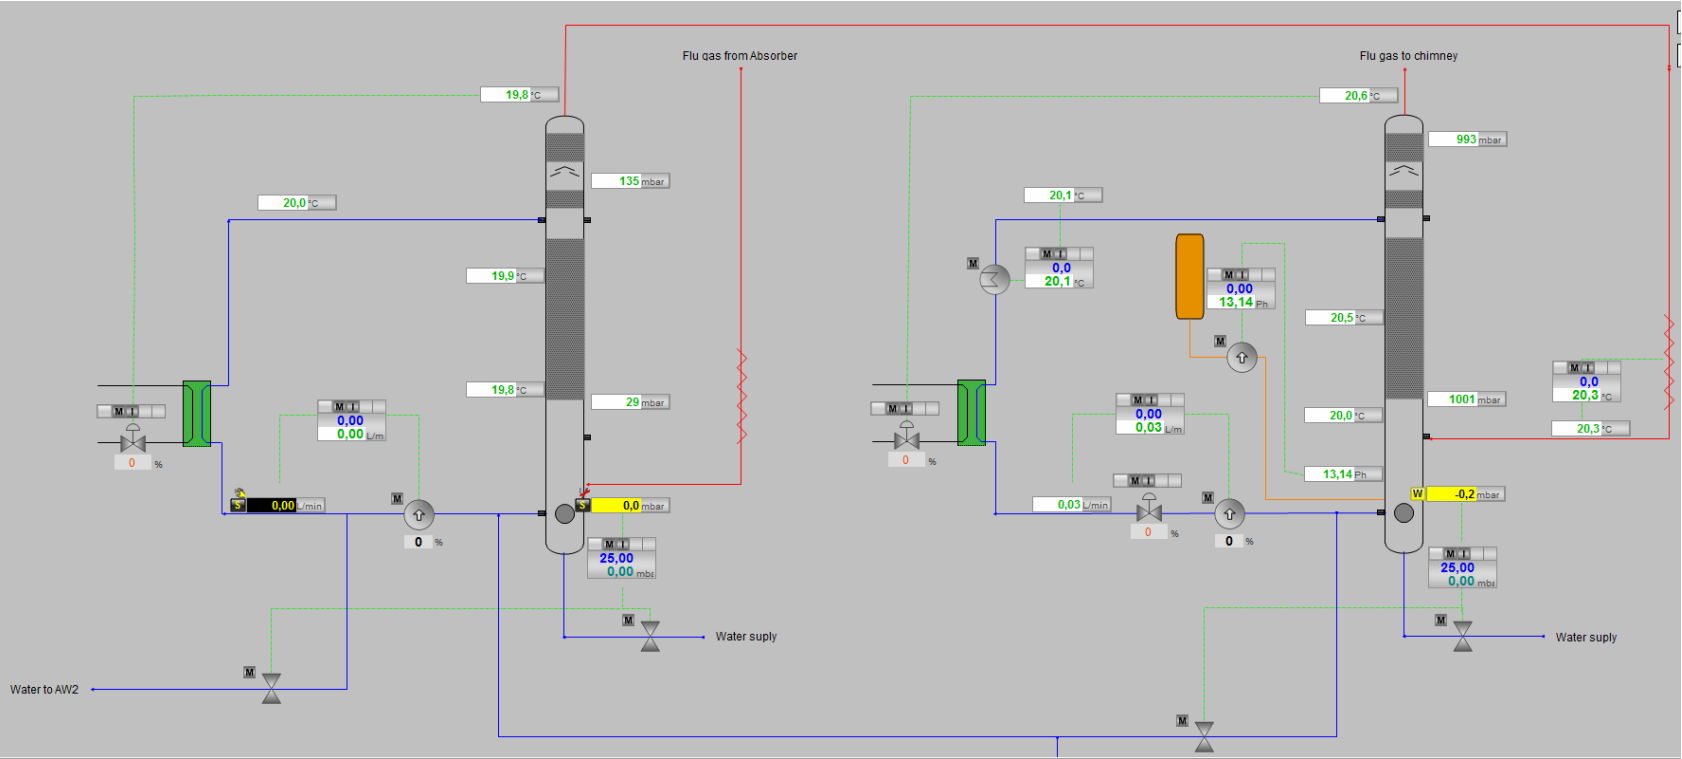 Flu gas from Absorber
Flu gas to chimney
19,8 °C
20,6 °C
993 mbar
135 mbar
20,0 °C
20,1 °C
M I
0,0
20,1 °C
M
19,9 °C
M I
0,00
13,14 Ph
20,5 °C
M
19,8 °C
29 mbar
M I
0,0
20,3 °C
1001 mbar
M I
0,00
0,00 L/m
M I
0,00
0,03 L/m
M I
M I
20,0 °C
20,3 °C
0 %
0 %
13,14 Ph
M I
S
0,00 L/min
M
S
0,0 mbar
0,03 L/min
M
W
-0,2 mbar
0 %
0 %
0 %
M I
25,00
0,00 mba
M I
25,00
0,00 mba
M
Water suply
M
Water suply
M
Water to AW2
M